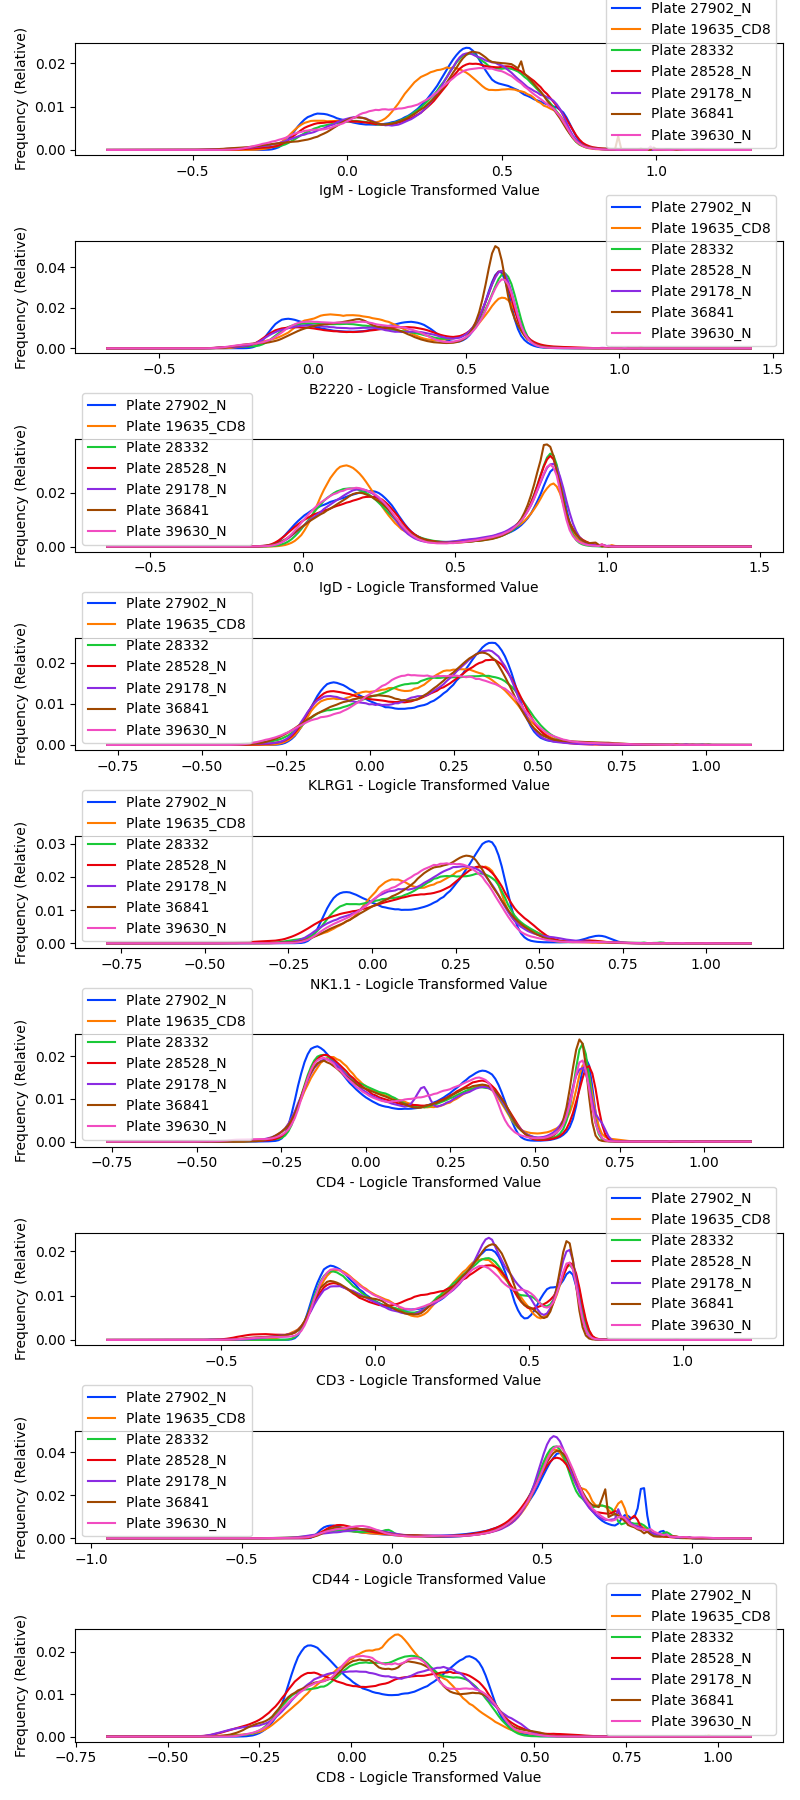 Plate 27902_N
Plate 19635_CD8
Plate 28332
Plate 28528_N
Plate 29178_N
Plate 36841
Plate 39630_N
Frequency (Relative)
0.02
0.01
0.00
−0.5 0.0 0.5 1.0
IgM - Logicle Transformed Value
Plate 27902_N
Plate 19635_CD8
Plate 28332
Plate 28528_N
Plate 29178_N
Plate 36841
Plate 39630_N
Frequency (Relative)
0.04
0.02
0.00
−0.5 0.0 0.5 1.0 1.5
B2220 - Logicle Transformed Value
Plate 27902_N
Plate 19635_CD8
Plate 28332
Plate 28528_N
Plate 29178_N
Plate 36841
Plate 39630_N
Frequency (Relative)
0.02
0.00
−0.5 0.0 0.5 1.0 1.5
IgD - Logicle Transformed Value
Plate 27902_N
Plate 19635_CD8
Plate 28332
Plate 28528_N
Plate 29178_N
Plate 36841
Plate 39630_N
Frequency (Relative)
0.02
0.01
0.00
−0.75 −0.50 −0.25 0.00 0.25 0.50 0.75 1.00
KLRG1 - Logicle Transformed Value
Plate 27902_N
Plate 19635_CD8
Plate 28332
Plate 28528_N
Plate 29178_N
Plate 36841
Plate 39630_N
Frequency (Relative)
0.03
0.02
0.01
0.00
−0.75 −0.50 −0.25 0.00 0.25 0.50 0.75 1.00
NK1.1 - Logicle Transformed Value
Plate 27902_N
Plate 19635_CD8
Plate 28332
Plate 28528_N
Plate 29178_N
Plate 36841
Plate 39630_N
Frequency (Relative)
0.02
0.01
0.00
−0.75 −0.50 −0.25 0.00 0.25 0.50 0.75 1.00
CD4 - Logicle Transformed Value
Plate 27902_N
Plate 19635_CD8
Plate 28332
Plate 28528_N
Plate 29178_N
Plate 36841
Plate 39630_N
Frequency (Relative)
0.02
0.01
0.00
−0.5 0.0 0.5 1.0
CD3 - Logicle Transformed Value
Plate 27902_N
Plate 19635_CD8
Plate 28332
Plate 28528_N
Plate 29178_N
Plate 36841
Plate 39630_N
Frequency (Relative)
0.04
0.02
0.00
−1.0 −0.5 0.0 0.5 1.0
CD44 - Logicle Transformed Value
Plate 27902_N
Plate 19635_CD8
Plate 28332
Plate 28528_N
Plate 29178_N
Plate 36841
Plate 39630_N
Frequency (Relative)
0.02
0.01
0.00
−0.75 −0.50 −0.25 0.00 0.25 0.50 0.75 1.00
CD8 - Logicle Transformed Value